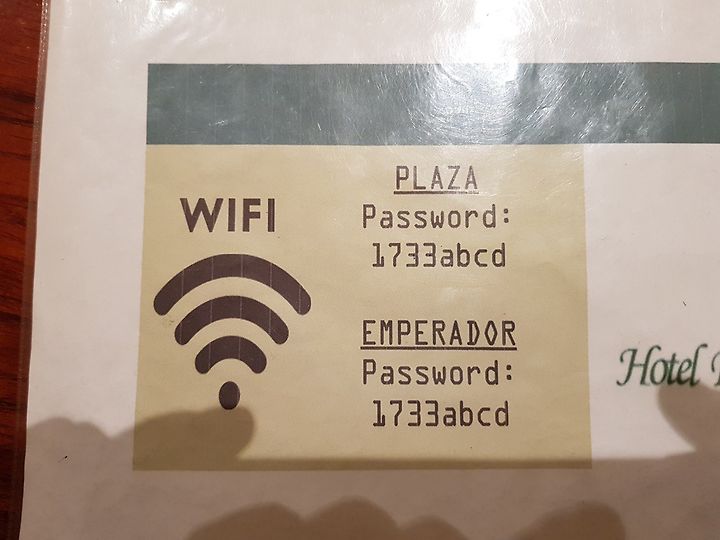 WIFI
PLAZA
Password:
1733abcd
EMPERADOR
Password:
1733abcd
Hotel